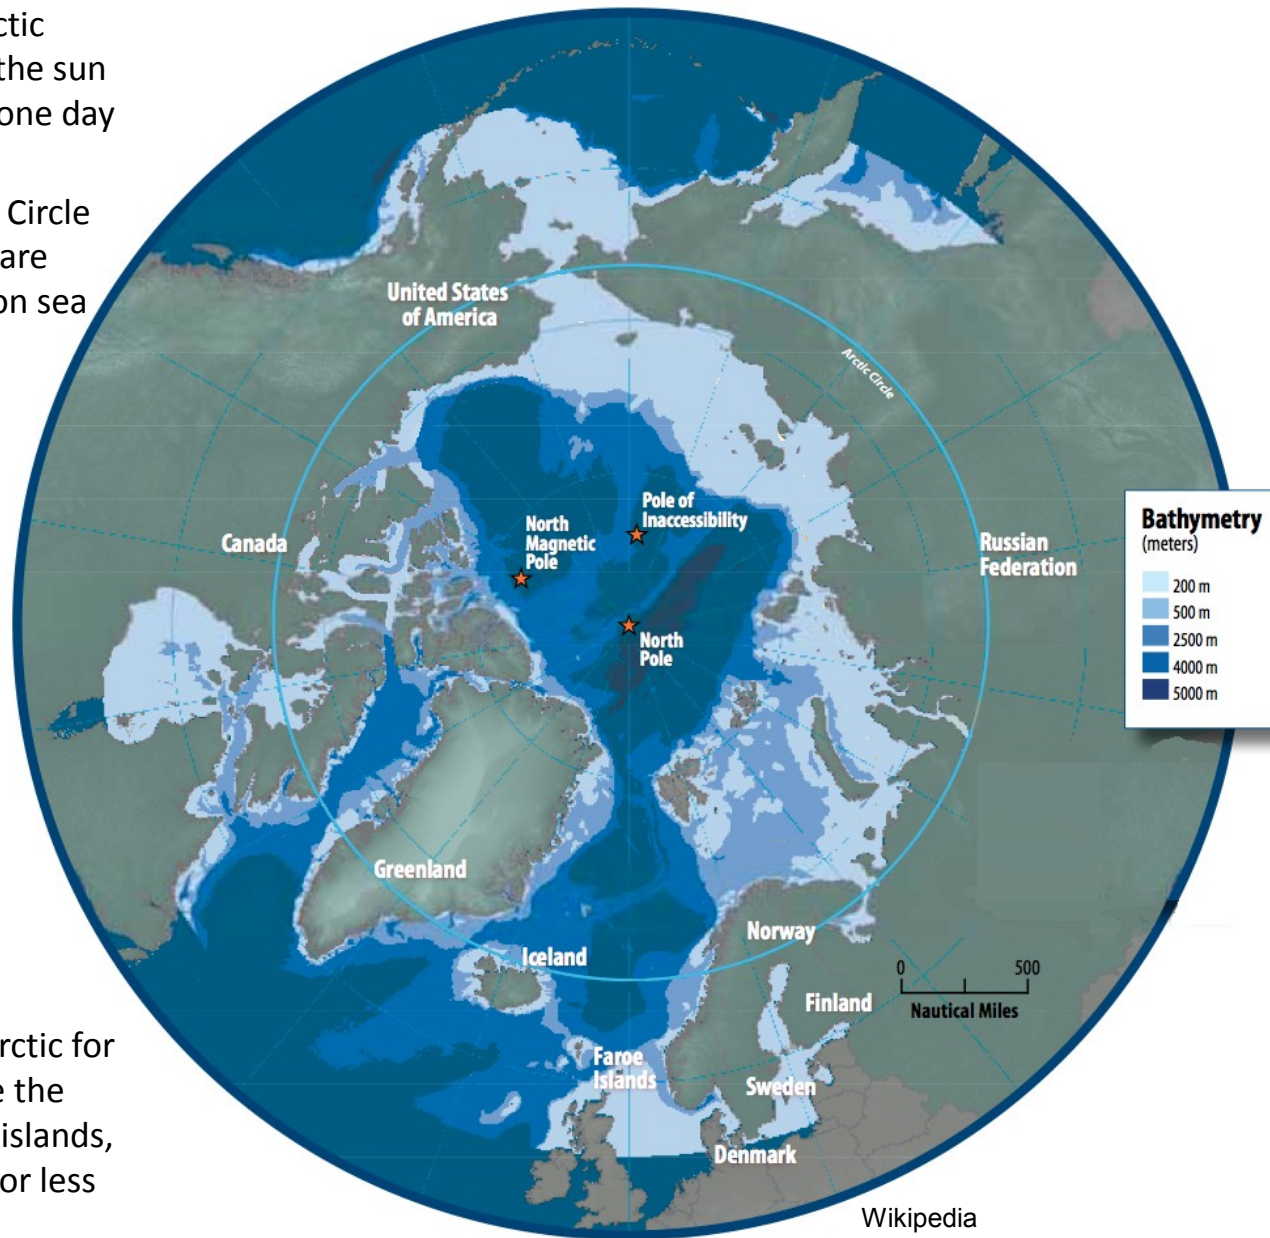 ctic
the sun
one day
Circle
are
on sea
United States
of America
Arctic Circle
Pole of
Inaccessibility
North
Magnetic
Pole
Canada
Russian
Federation
North
Pole
Bathymetry
(meters)
200 m
500 m
2500 m
4000 m
5000 m
Greenland
Norway
Iceland
0 500
Nautical Miles
Finland
Faroe
Islands
Sweden
Denmark
rctic for
e the
islands,
or less
Wikipedia